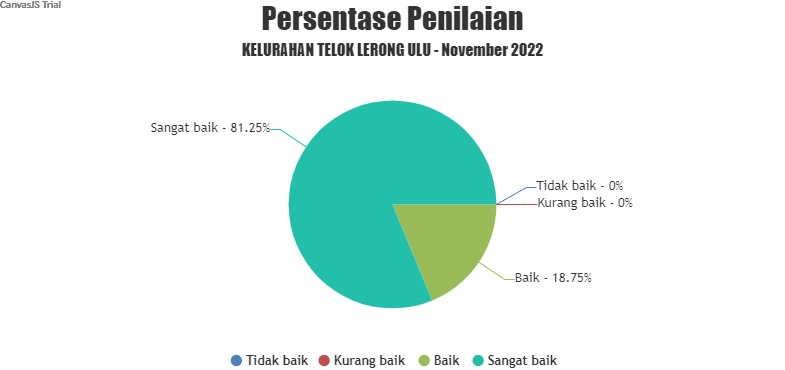 CanvasJS Trial
Persentase Penilaian
KELURAHAN TELOK LERONG ULU - November 2022
Sangat baik - 81.25%
Tidak baik - 0%
Kurang baik - 0%
Baik - 18.75%
Tidak baik Kurang baik Baik Sangat baik